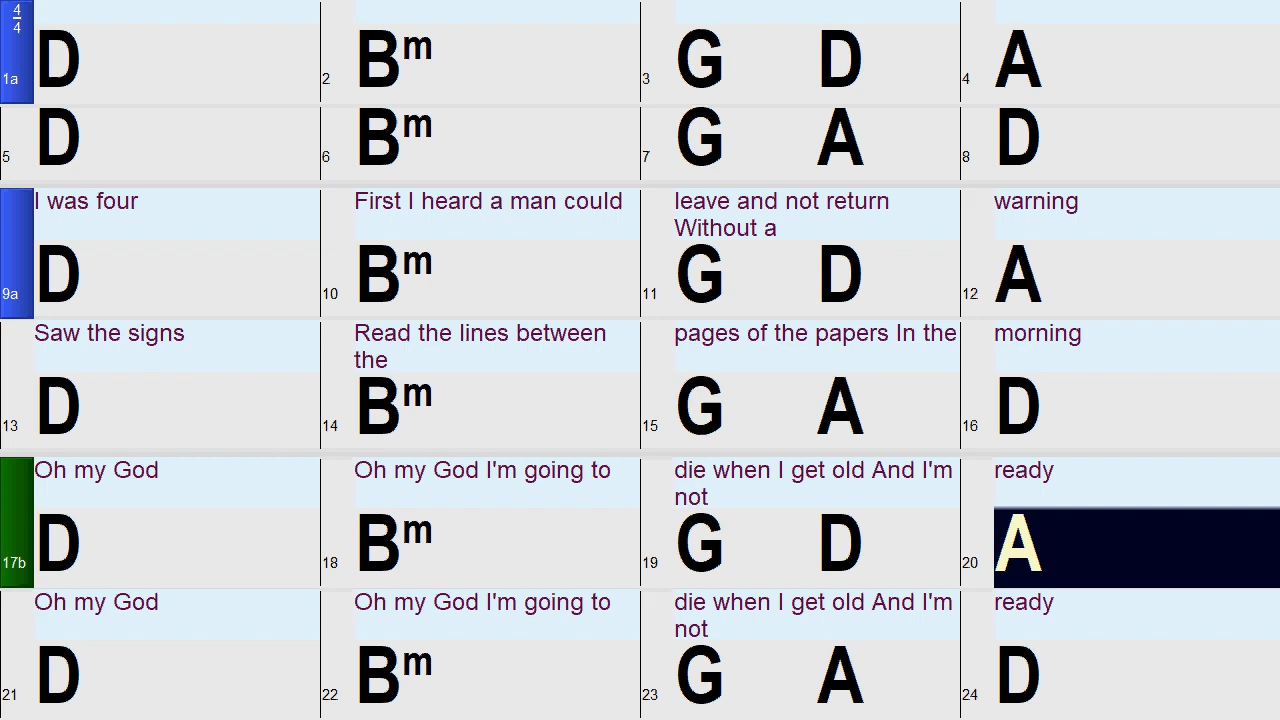 4
4
1a D 2 Bm 3 G D 4 A
5 D 6 Bm 7 G A 8 D
I was four First I heard a man could leave and not return warning
Without a
9a D 10 Bm 11 G D 12 A
Saw the signs Read the lines between pages of the papers In the morning
the
13 D 14 Bm 15 G A 16 D
Oh my God Oh my God I'm going to die when I get old And I'm ready
not
17b D 18 Bm 19 G D 20 A
Oh my God Oh my God I'm going to die when I get old And I'm ready
not
21 D 22 Bm 23 G A 24 D